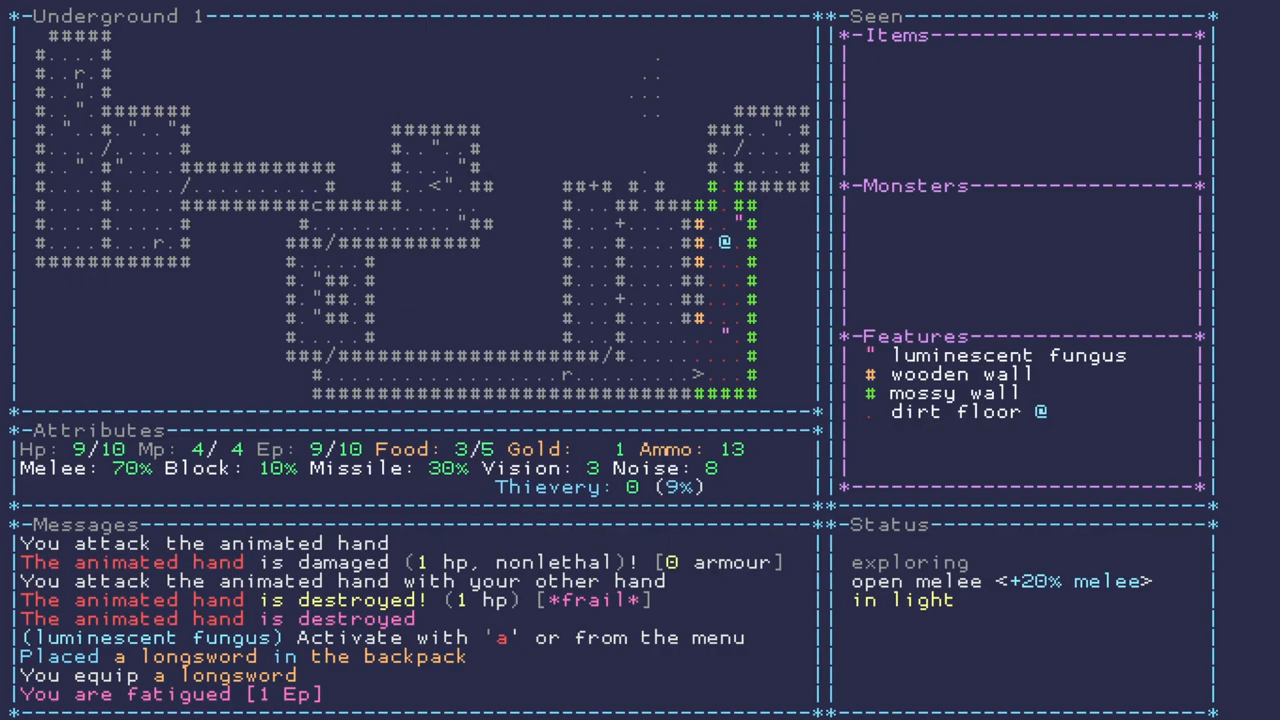 Underground 1
Seen
Items
Monsters
Features
" luminescent fungus
# wooden wall
# mossy wall
. dirt floor @
Attributes
Hp: 9/10 Mp: 4/ 4 Ep: 9/10 Food: 3/5 Gold: 1 Ammo: 13
Melee: 70% Block: 10% Missile: 30% Vision: 3 Noise: 8
Thievery: 0 (9%)
Messages
You attack the animated hand
The animated hand is damaged (1 hp, nonlethal)! [0 armour]
You attack the animated hand with your other hand
The animated hand is destroyed! (1 hp) [*frail*]
The animated hand is destroyed
(luminescent fungus) Activate with 'a' or from the menu
Placed a longsword in the backpack
You equip a longsword
You are fatigued [1 Ep]
Status
exploring
open melee <+20% melee>
in light